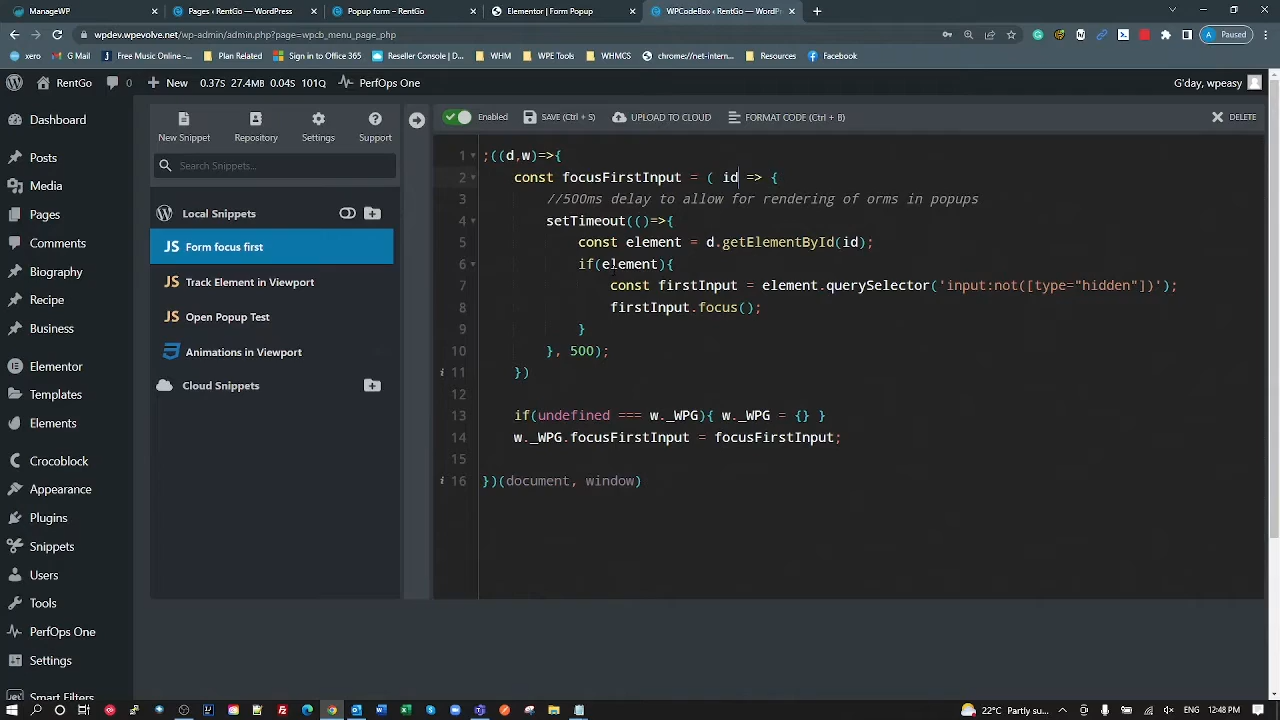 ManageWP
Pages ‹ RentGo — WordPress
Popup form – RentGo
Elementor | Form Popup
WPCodeBox ‹ RentGo — WordPr
wpdev.wpevolve.net/wp-admin/admin.php?page=wpcb_menu_page_php
Paused
xero
G mail
Free Music Online -...
Plan Rental
Sign in to Office 365
Reseller Console | D...
WHM
WPE Tools
WHMCS
chrome://net-intern...
Resources
Facebook
RentGo
0
New
0.37S 27.4MB 0.04S 101Q
PerfOps One
G'day, wpeasy
Dashboard
Posts
Media
Pages
Comments
Biography
Recipe
Business
Elementor
Templates
Elements
Crocoblock
Appearance
Plugins
Snippets
Users
Tools
PerfOps One
Settings
Smart Filters
New Snippet
Repository
Settings
Support
Search Snippets...
Local Snippets
JS Form focus first
JS Track Element in Viewport
JS Open Popup Test
Animations in Viewport
Cloud Snippets
Enabled
SAVE (Ctrl + S)
UPLOAD TO CLOUD
FORMAT CODE (Ctrl + B)
DELETE
1 ;((d,w)=>{
2 const focusFirstInput = ( id => {
3 //500ms delay to allow for rendering of orms in popups
4 setTimeout(()=>{
5 const element = d.getElementById(id);
6 if(element){
7 const firstInput = element.querySelector('input:not([type="hidden"])');
8 firstInput.focus();
9 }
10 }, 500);
11 })
12
13 if(undefined === w._WPG){ w._WPG = {} }
14 w._WPG.focusFirstInput = focusFirstInput;
15
16 })(document, window)
22°C Partly su...
ENG
12:48 PM